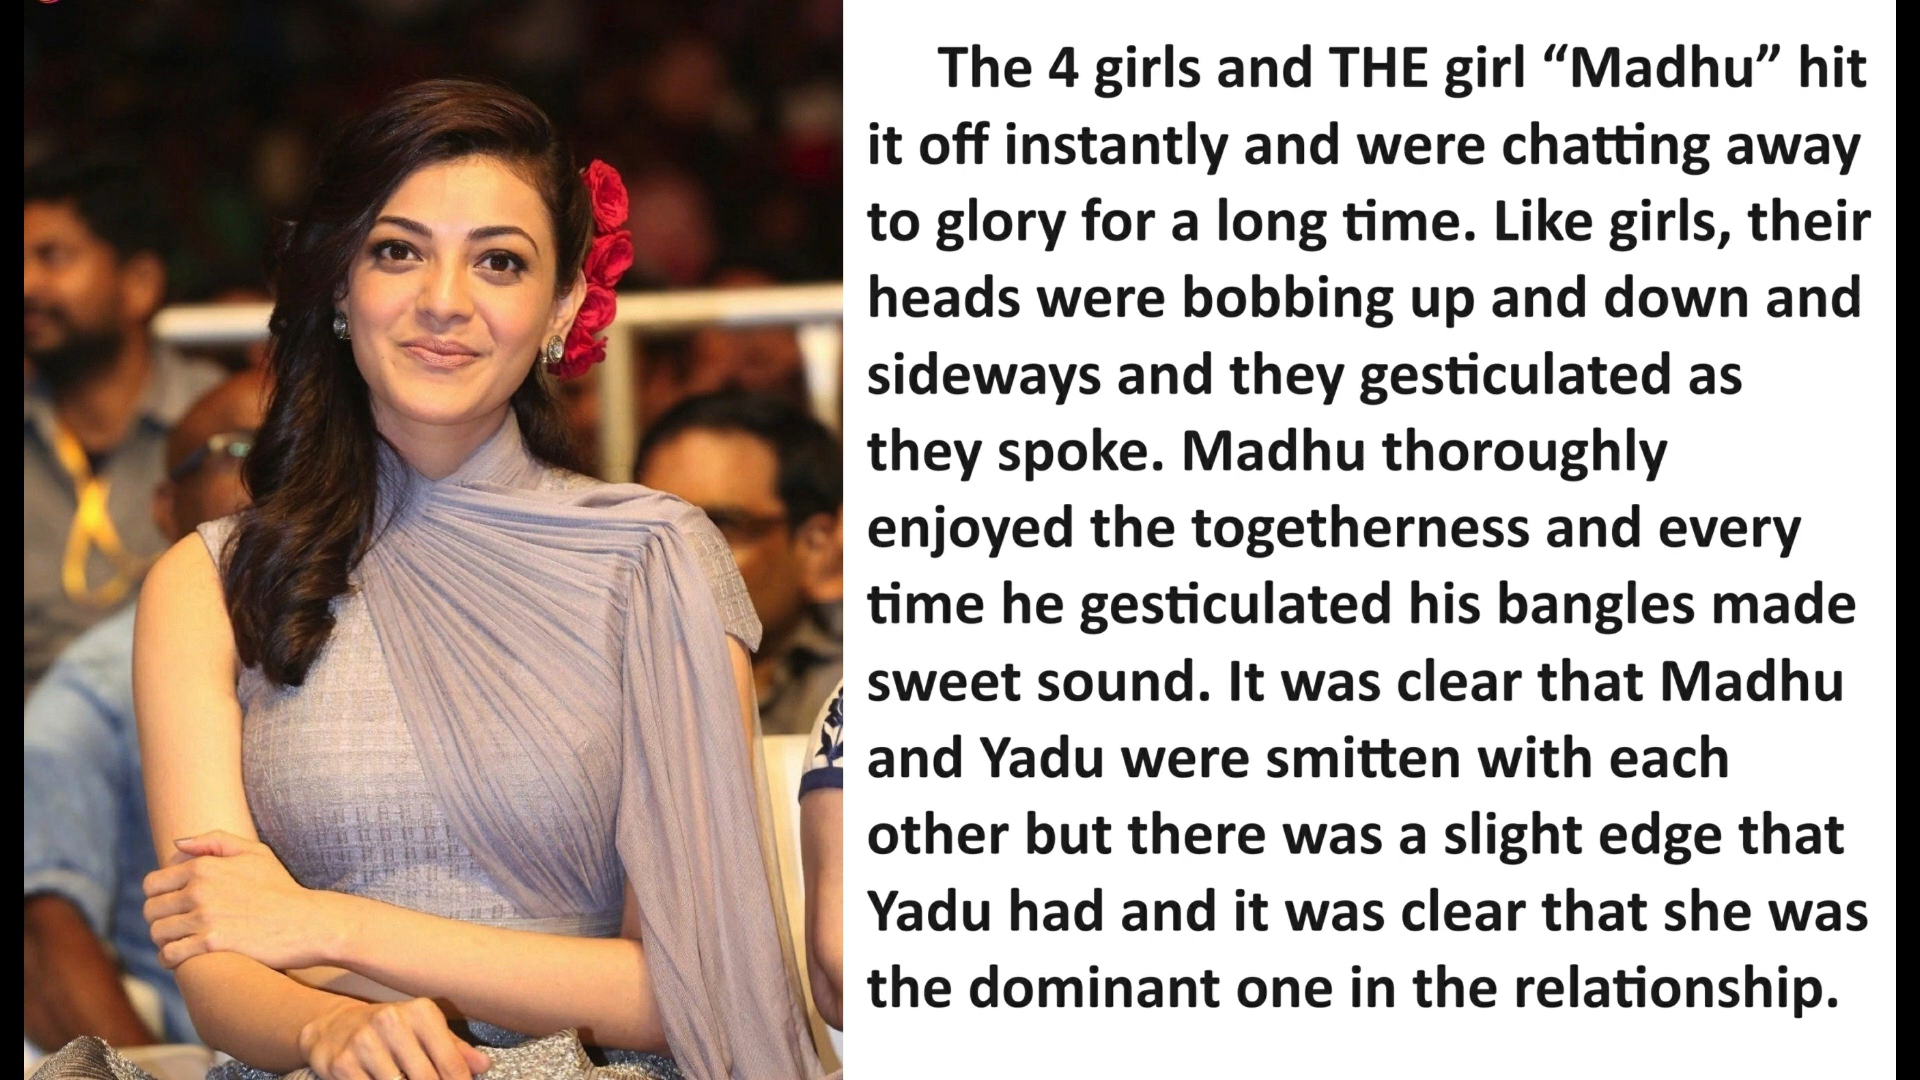 The 4 girls and THE girl “Madhu” hit
it off instantly and were chatting away
to glory for a long time. Like girls, their
heads were bobbing up and down and
sideways and they gesticulated as
they spoke. Madhu thoroughly
enjoyed the togetherness and every
time he gesticulated his bangles made
sweet sound. It was clear that Madhu
and Yadu were smitten with each
other but there was a slight edge that
Yadu had and it was clear that she was
the dominant one in the relationship.